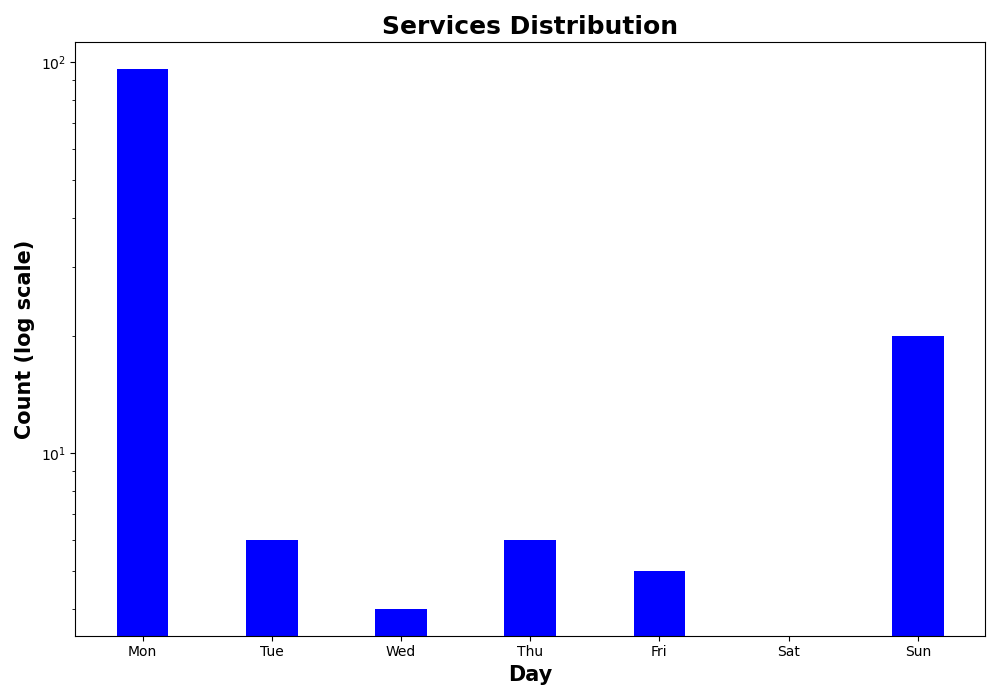 Services Distribution
Count (log scale)
10²
10¹
Mon Tue Wed Thu Fri Sat Sun
Day